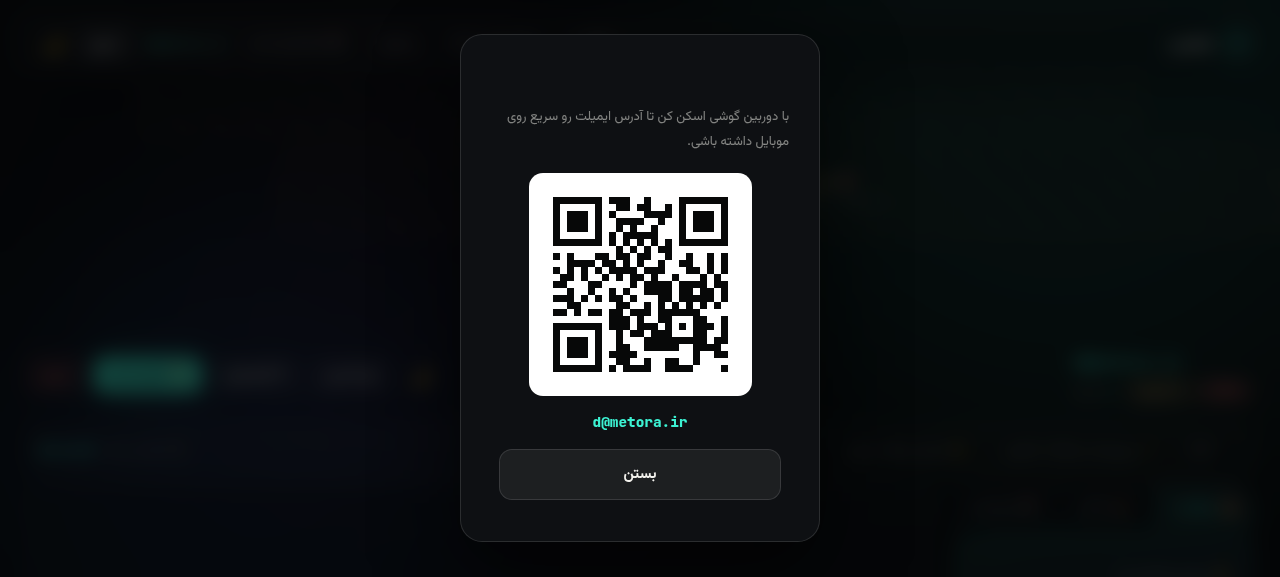 با دوربین گوشی اسکن کن تا آدرس ایمیلت رو سریع روی
موبایل داشته باشی.
d@metora.ir
بستن